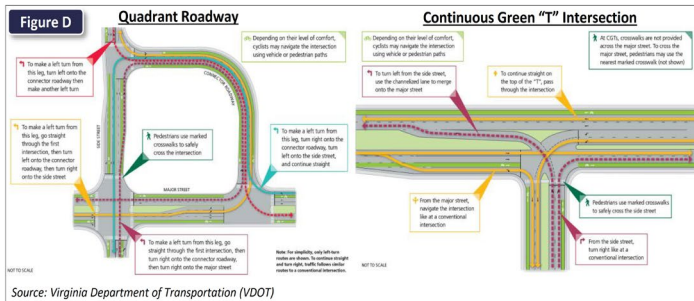 Figure D
Quadrant Roadway
To make a left turn from
this leg, turn left onto the
connector roadway then
make another left turn
Depending on their level of comfort,
cyclists may navigate the intersection
using vehicle or pedestrian paths
CONNECTOR ROADWAY
SIDE STREET
To make a left turn from
this leg, go straight
through the first
intersection, then turn
left onto the connector
roadway, then turn right
onto the side street
Pedestrians use marked
crosswalks to safely
cross the intersection
To make a left turn from
this leg, turn right onto the
connector roadway, turn
left onto the side street,
and continue straight
MAJOR STREET
To make a left turn from this leg, go
straight through the first intersection, then
turn right onto the connector roadway,
then turn right onto the major street
Note: For simplicity, only left-turn
routes are shown. To continue straight
and turn right, traffic follows similar
routes to a conventional intersection.
NOT TO SCALE
Continuous Green “T” Intersection
Depending on their level of comfort,
cyclists may navigate the intersection
using vehicle or pedestrian paths
At CGTs, crosswalks are not provided
across the major street. To cross the
major street, pedestrians may use the
nearest marked crosswalk (not shown)
To turn left from the side street,
use the channelized lane to merge
onto the major street
To continue straight on
the top of the "T", pass
through the intersection
From the major street,
navigate the intersection
like at a conventional
intersection
Pedestrians use marked crosswalks
to safely cross the side street
From the side street,
turn right like at a
conventional intersection
NOT TO SCALE
Source: Virginia Department of Transportation (VDOT)